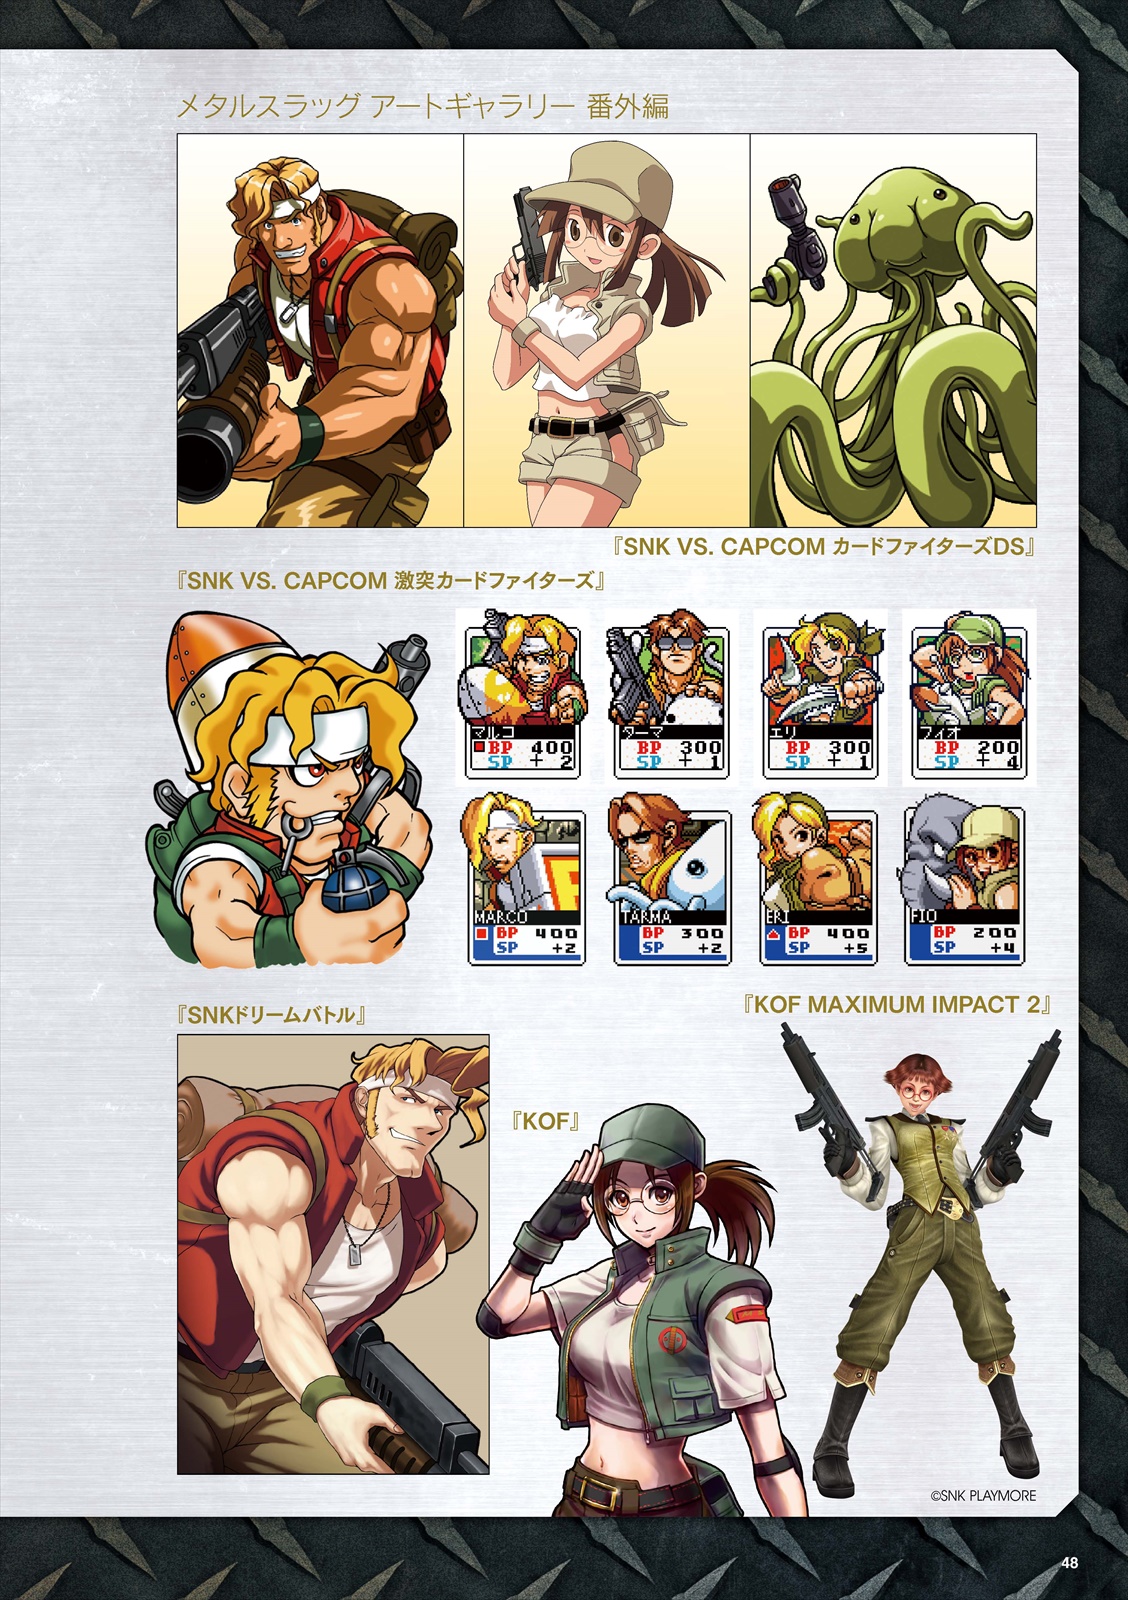 メタルスラッグ アートギャラリー 番外編
『SNK VS. CAPCOM カードファイターズDS』
『SNK VS. CAPCOM 激突カードファイターズ』
マルコ
BP 400
SP + 2
ターマ
BP 300
SP + 1
エリ
BP 300
SP + 1
フィオ
BP 200
SP + 4
MARCO
BP 400
SP +2
TARMA
BP 300
SP +2
ERI
BP 400
SP +5
FIO
BP 200
SP +4
『SNKドリームバトル』
『KOF MAXIMUM IMPACT 2』
『KOF』
©SNK PLAYMORE
48